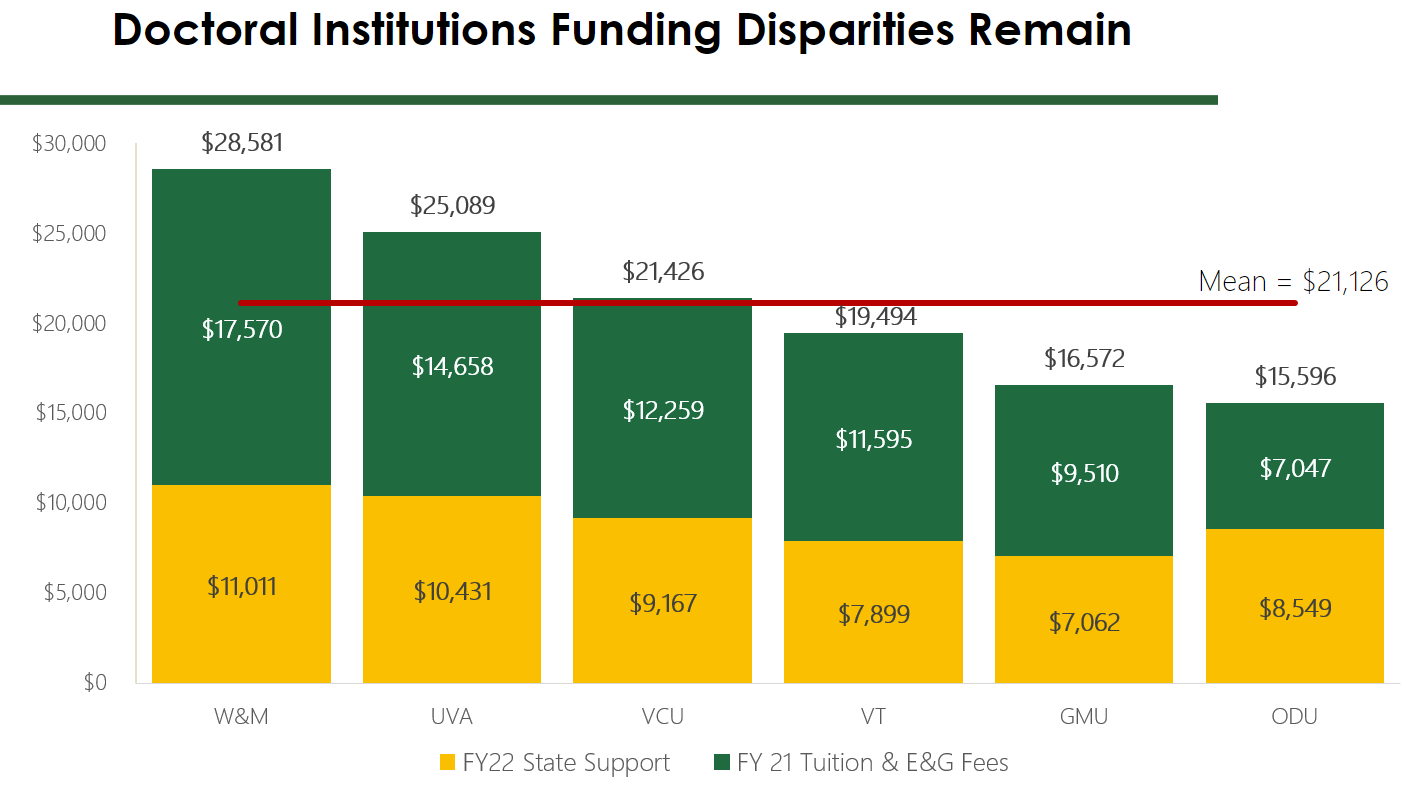 Doctoral Institutions Funding Disparities Remain
$30,000
$25,000
$20,000
$15,000
$10,000
$5,000
$0
$28,581
$25,089
$21,426
$19,494
$16,572
$15,596
Mean = $21,126
$17,570
$14,658
$12,259
$11,595
$9,510
$7,047
$11,011
$10,431
$9,167
$7,899
$7,062
$8,549
W&M
UVA
VCU
VT
GMU
ODU
FY22 State Support
FY 21 Tuition & E&G Fees